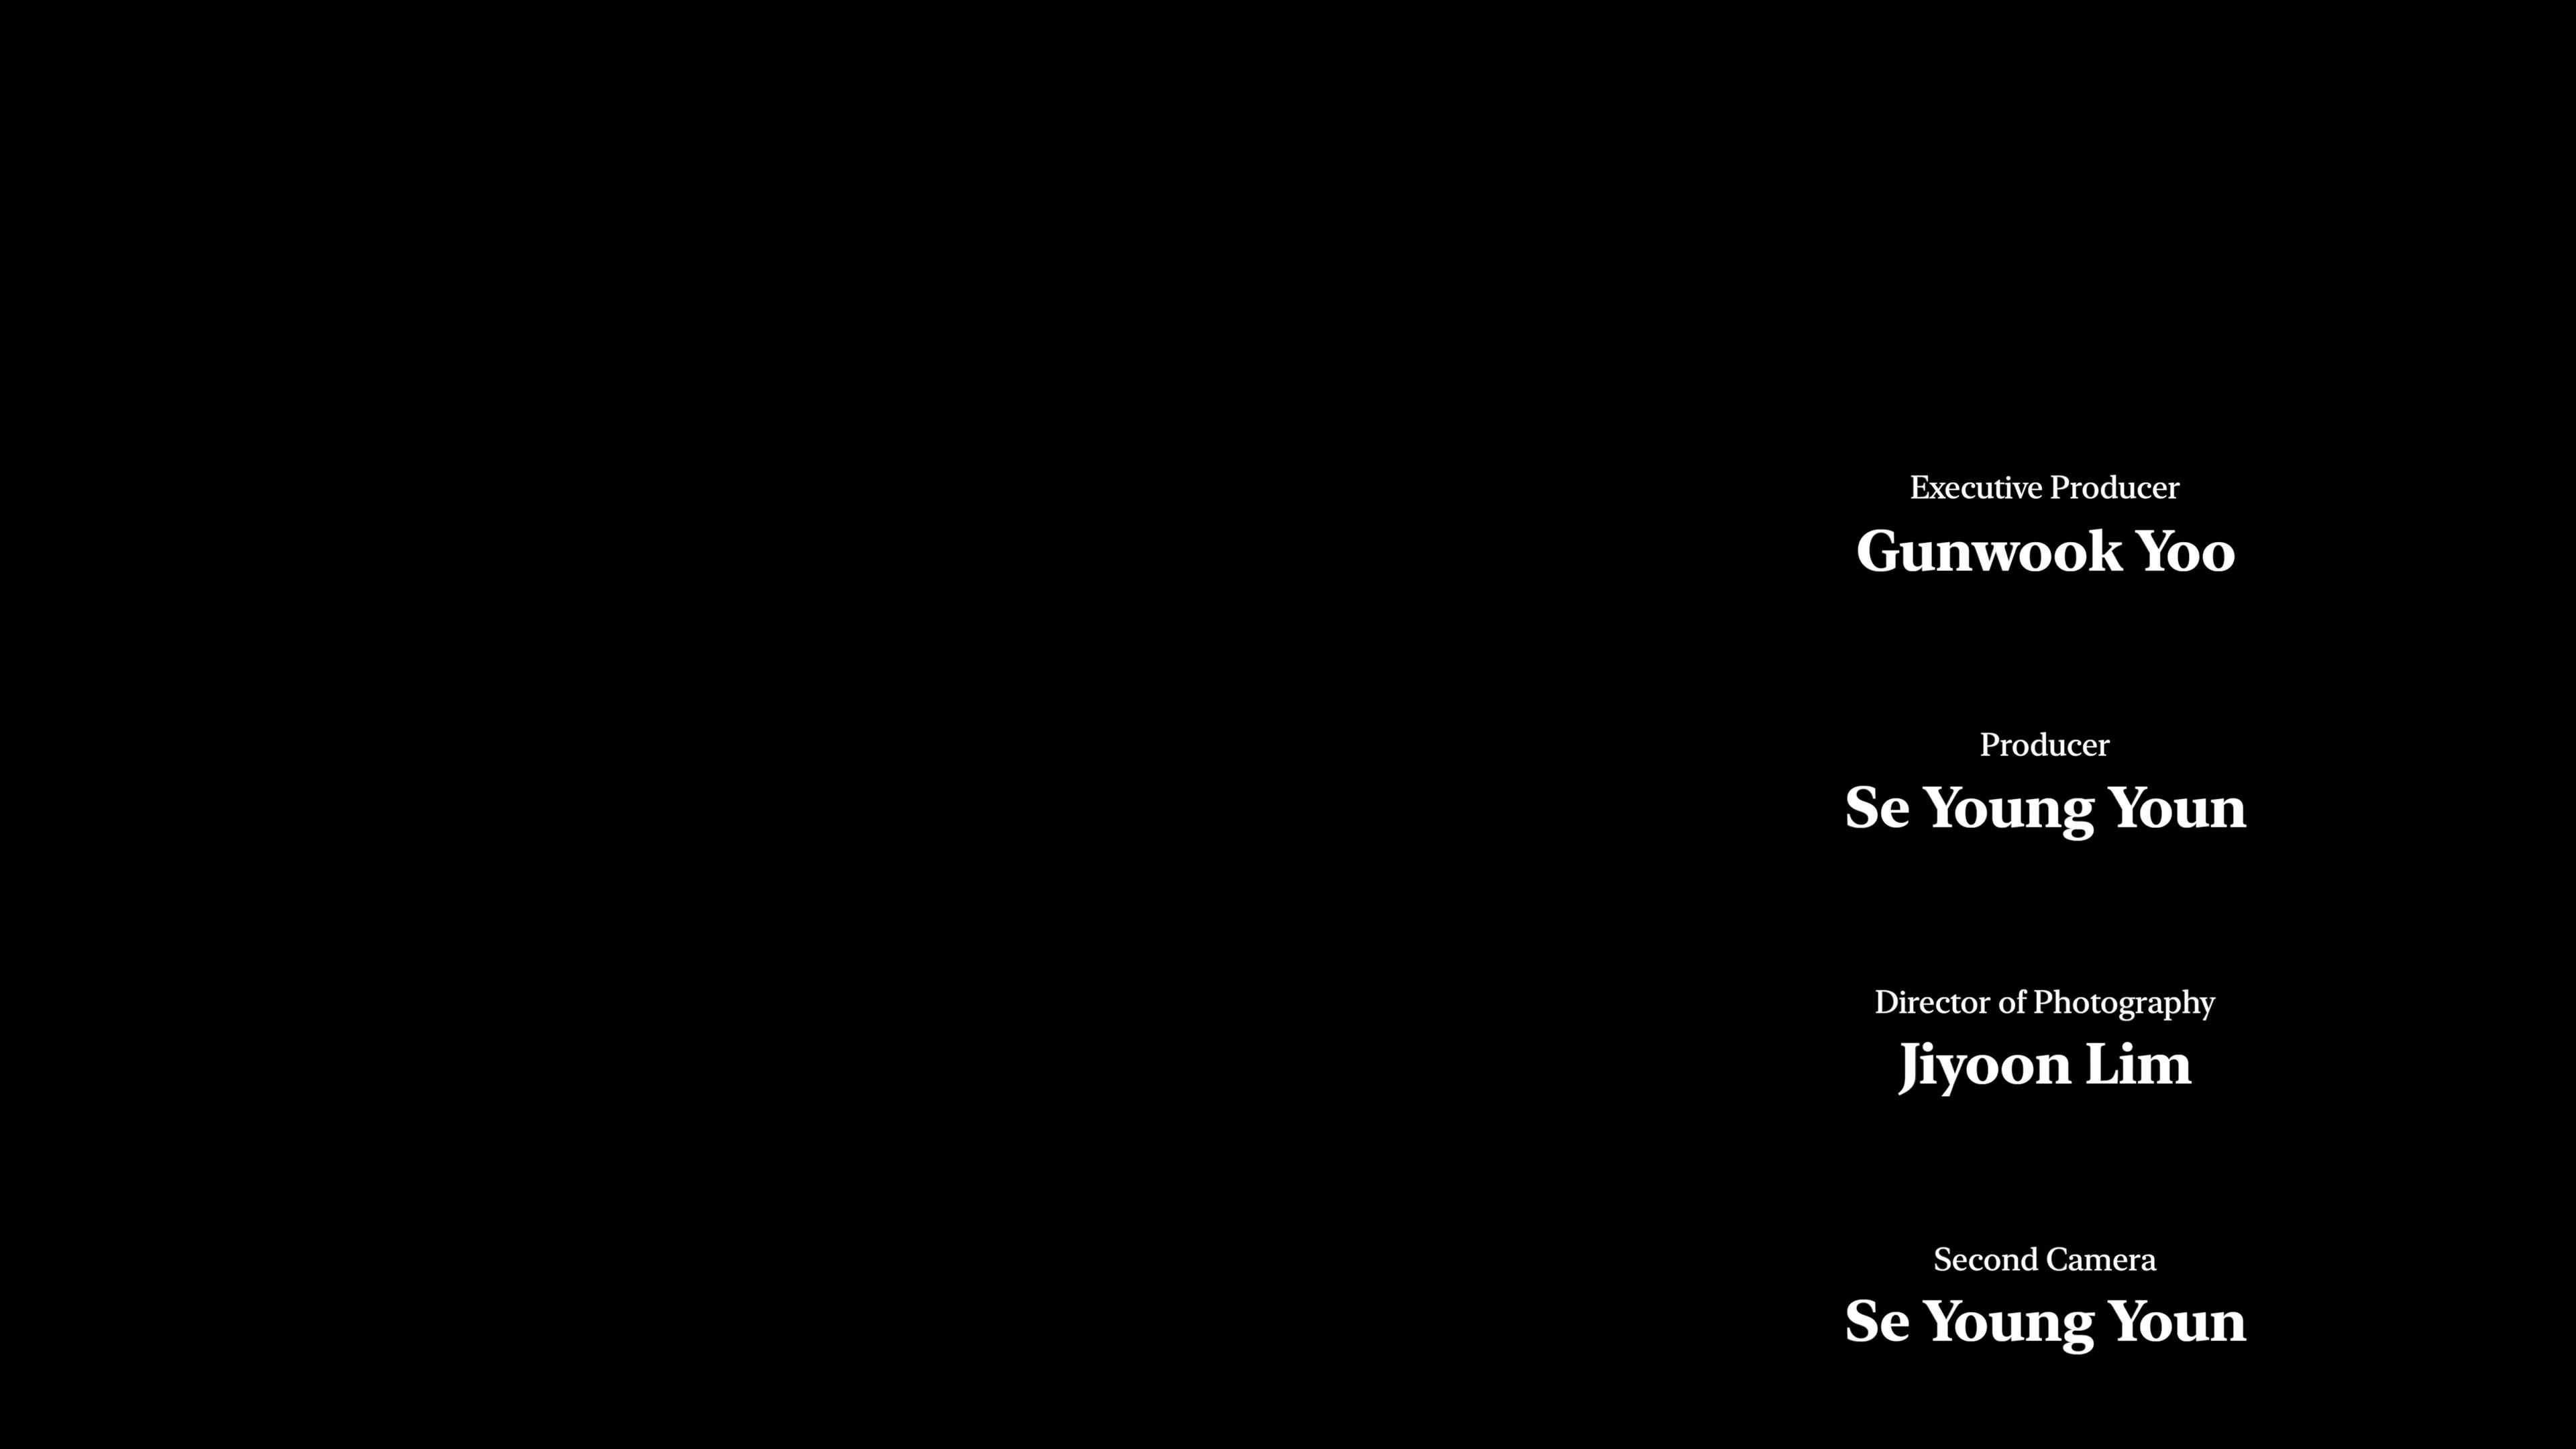 Executive Producer
Gunwook Yoo
Producer
Se Young Youn
Director of Photography
Jiyoon Lim
Second Camera
Se Young Youn